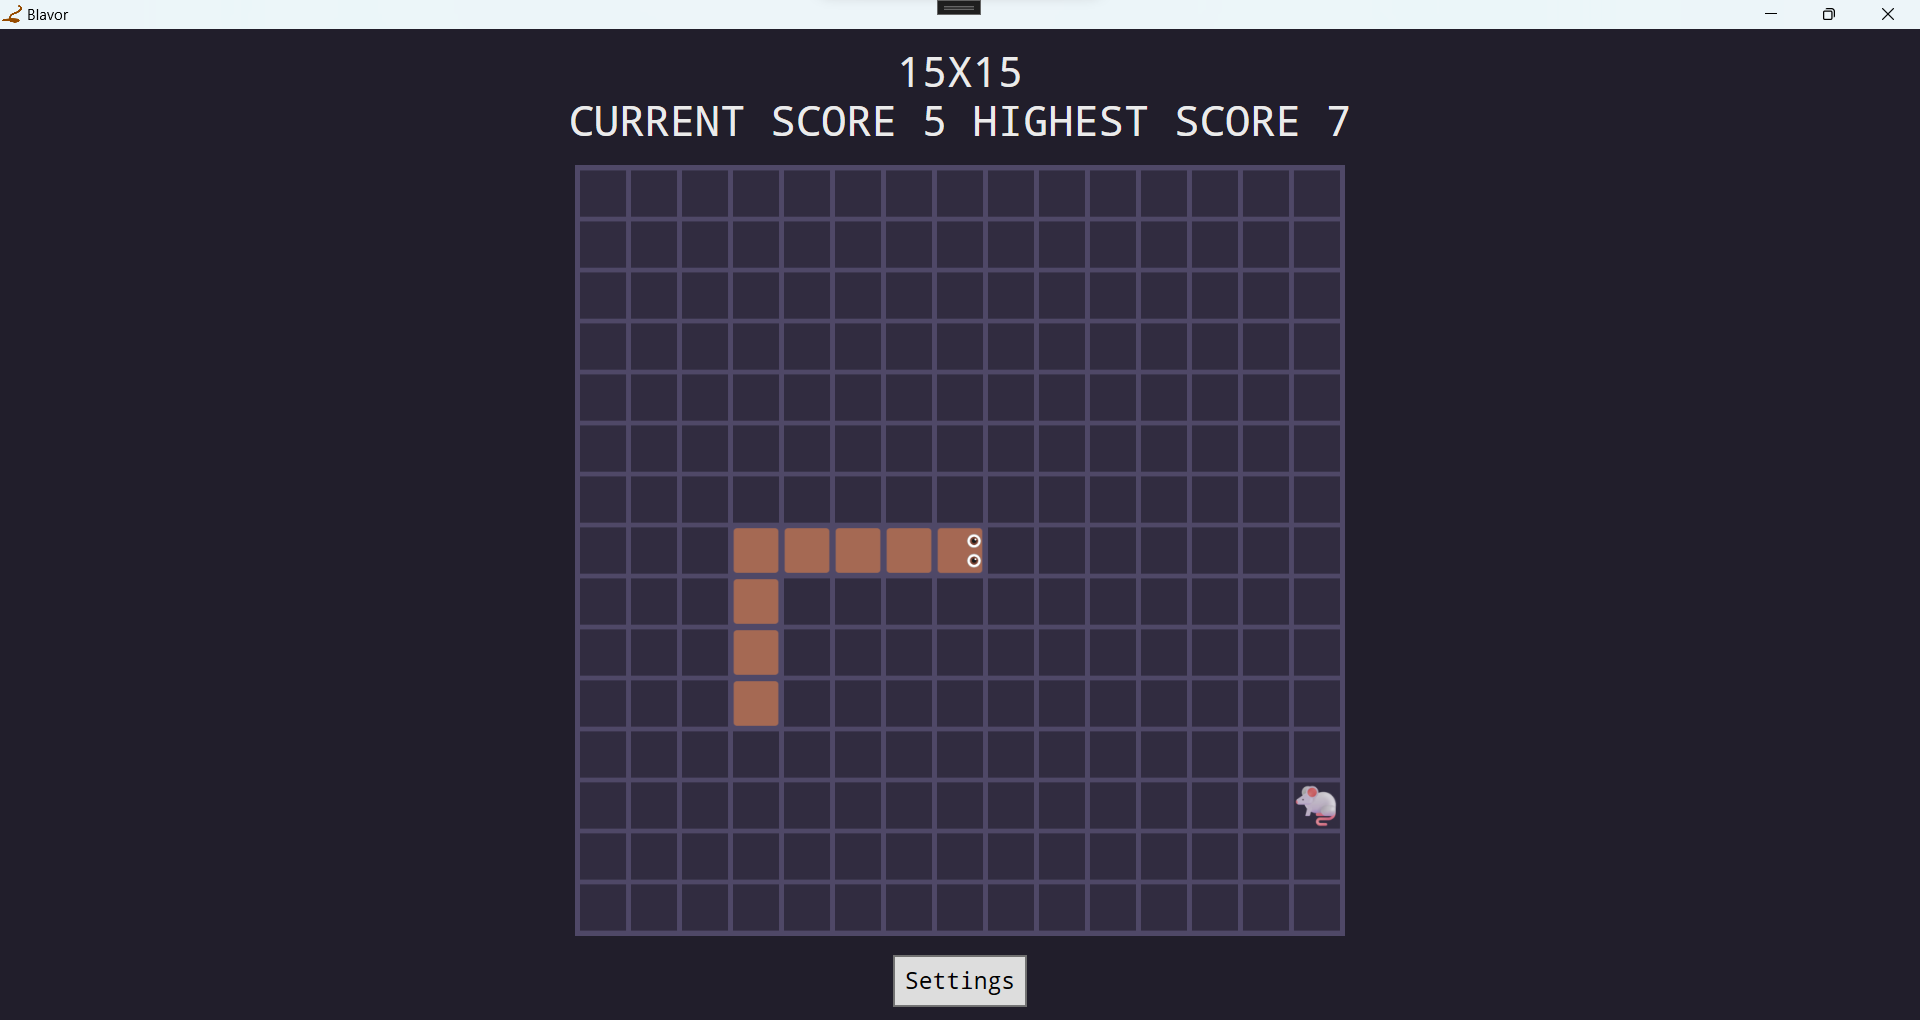 Blavor
15X15
CURRENT SCORE 5 HIGHEST SCORE 7
Settings